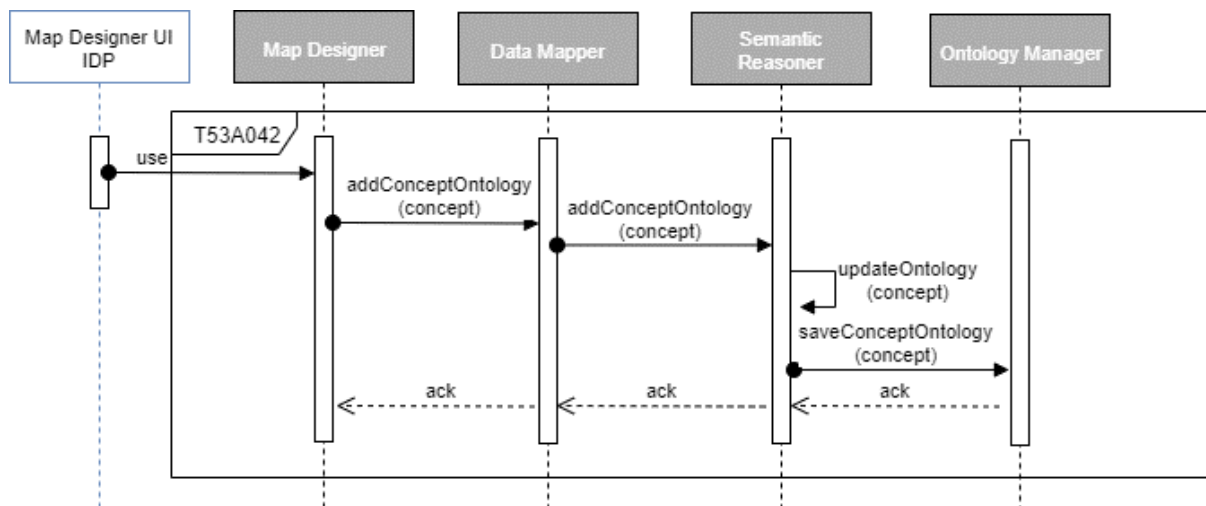 Map Designer UI
IDP
Map Designer
Data Mapper
Semantic
Reasoner
Ontology Manager
T53A042
use
addConceptOntology
(concept)
addConceptOntology
(concept)
updateOntology
(concept)
saveConceptOntology
(concept)
ack
ack
ack